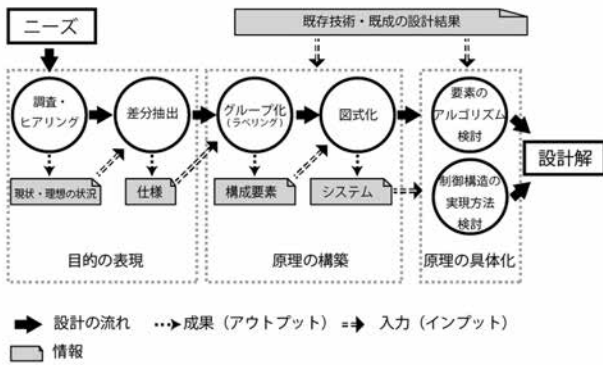 ニーズ
既存技術・既成の設計結果
調査・
ヒアリング
差分抽出
グループ化
(ラベリング)
図式化
要素の
アルゴリズム
検討
設計解
現状・理想の状況
仕様
構成要素
システム
制御構造の
実現方法
検討
目的の表現
原理の構築
原理の具体化
設計の流れ
成果(アウトプット)
入力(インプット)
情報